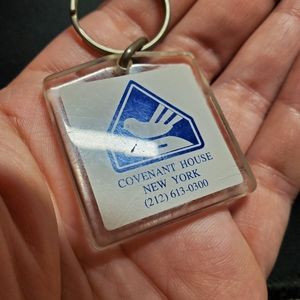 COVENANT HOUSE
NEW YORK
(212) 613-0300